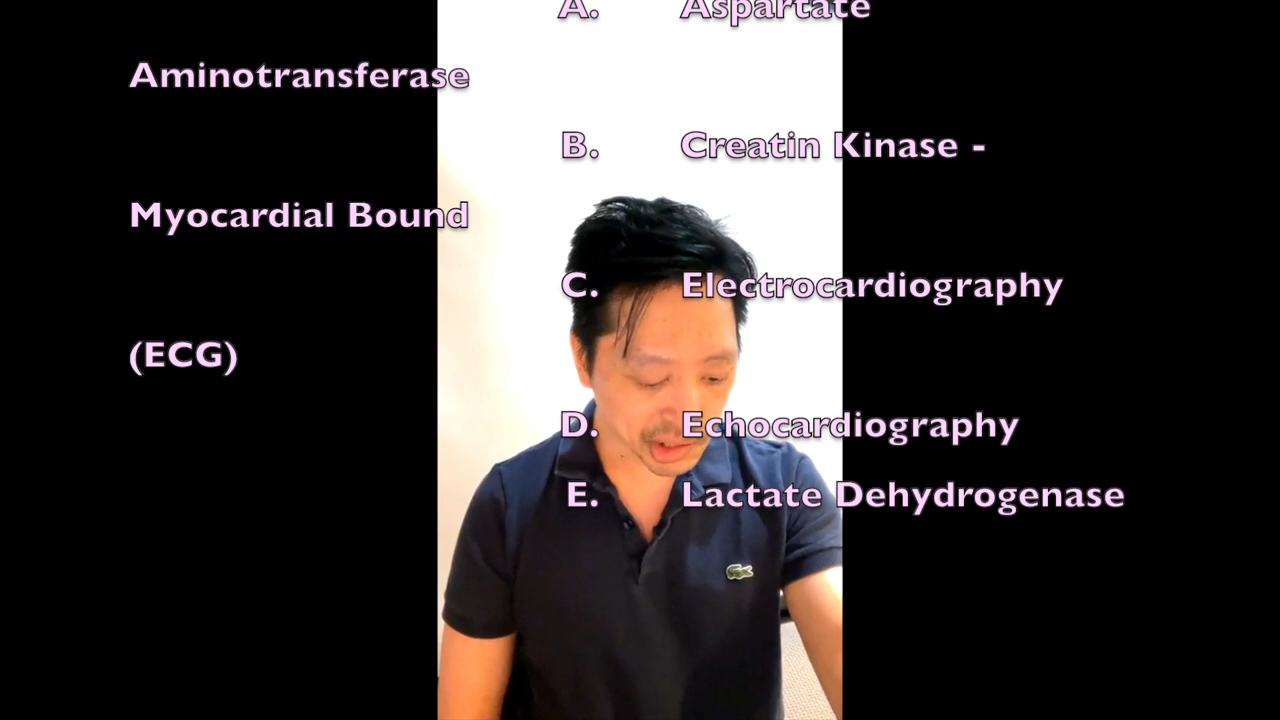 A. Aspartate
Aminotransferase
B. Creatin Kinase -
Myocardial Bound
C. Electrocardiography
(ECG)
D. Echocardiography
E. Lactate Dehydrogenase